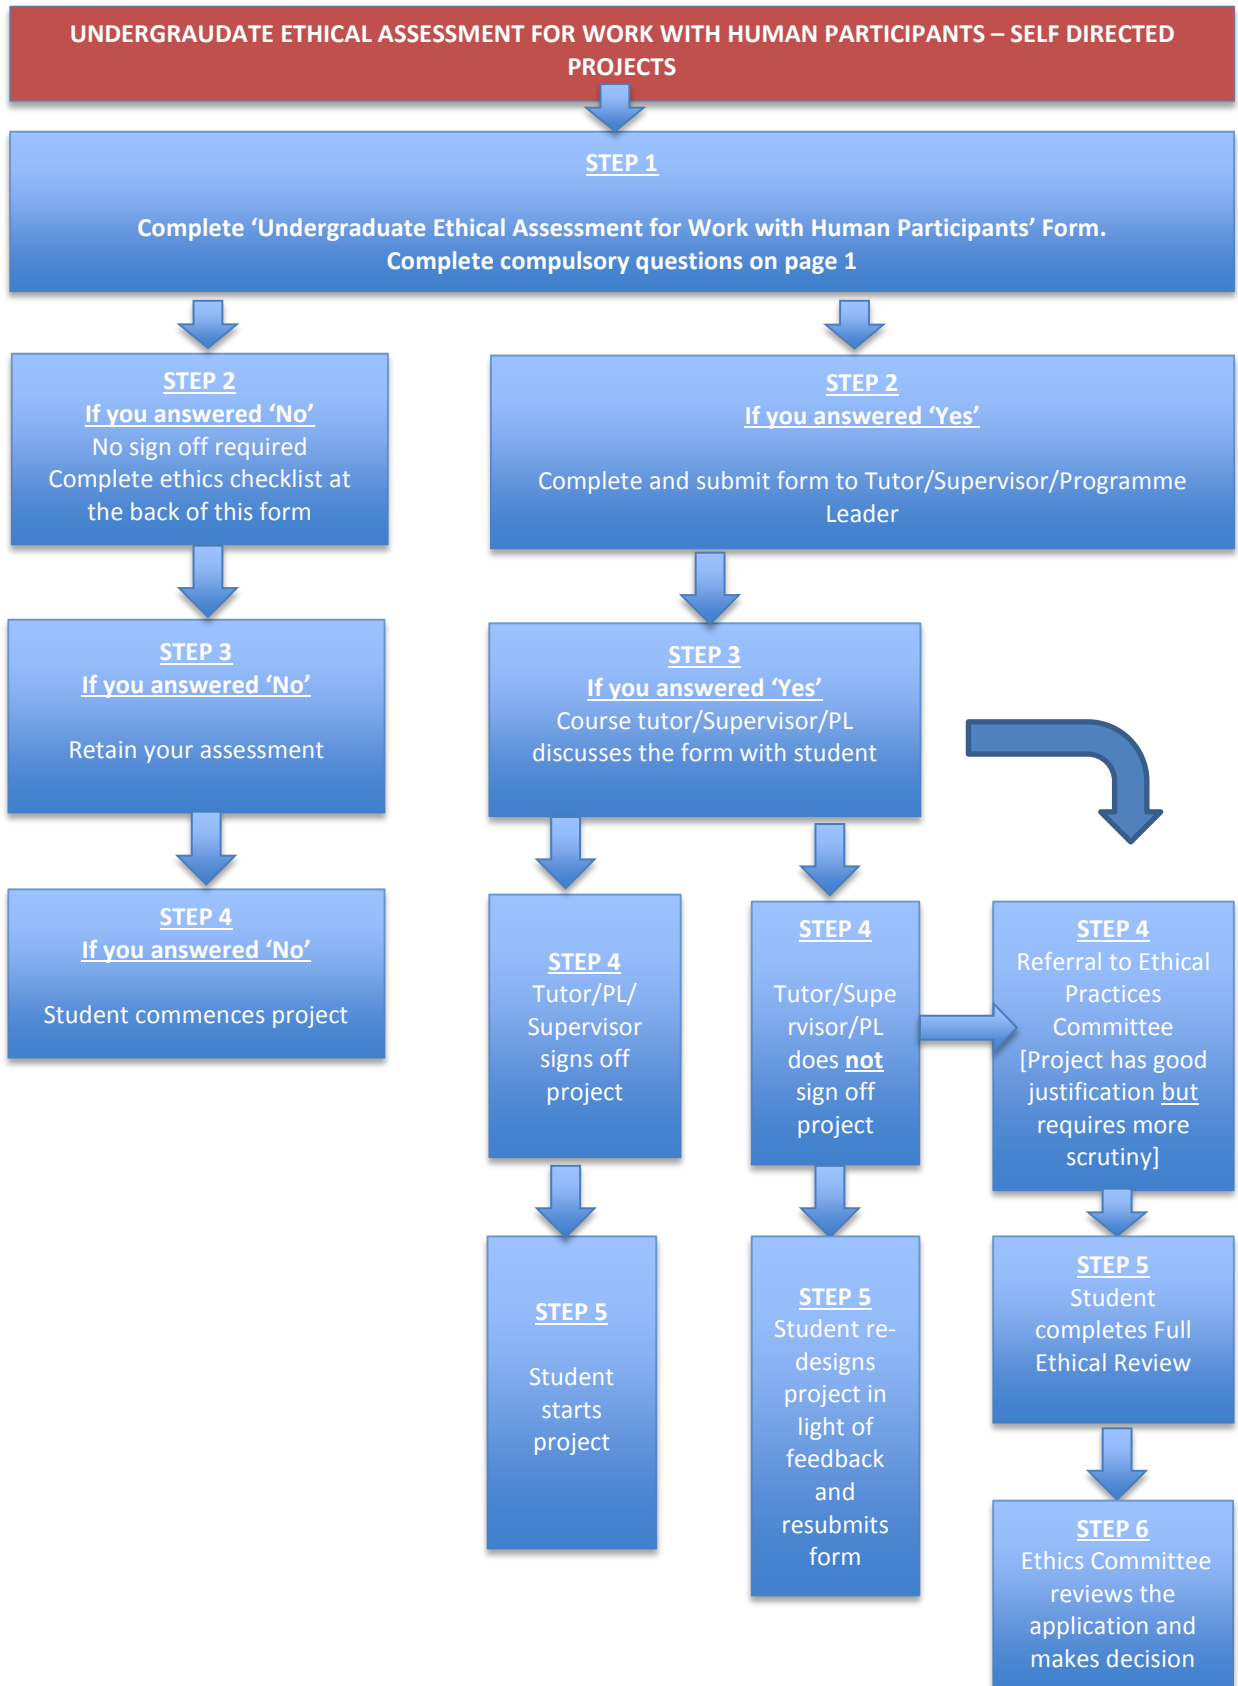 UNDERGRAUDATE ETHICAL ASSESSMENT FOR WORK WITH HUMAN PARTICIPANTS – SELF DIRECTED
PROJECTS
STEP 1
Complete ‘Undergraduate Ethical Assessment for Work with Human Participants’ Form.
Complete compulsory questions on page 1
STEP 2
If you answered ‘No’
No sign off required
Complete ethics checklist at
the back of this form
STEP 2
If you answered ‘Yes’
Complete and submit form to Tutor/Supervisor/Programme
Leader
STEP 3
If you answered ‘No’
Retain your assessment
STEP 3
If you answered ‘Yes’
Course tutor/Supervisor/PL
discusses the form with student
STEP 4
If you answered ‘No’
Student commences project
STEP 4
Tutor/PL/
Supervisor
signs off
project
STEP 4
Tutor/Supe
rvisor/PL
does not
sign off
project
STEP 4
Referral to Ethical
Practices
Committee
[Project has good
justification but
requires more
scrutiny]
STEP 5
Student
starts
project
STEP 5
Student re-
designs
project in
light of
feedback
and
resubmits
form
STEP 5
Student
completes Full
Ethical Review
STEP 6
Ethics Committee
reviews the
application and
makes decision